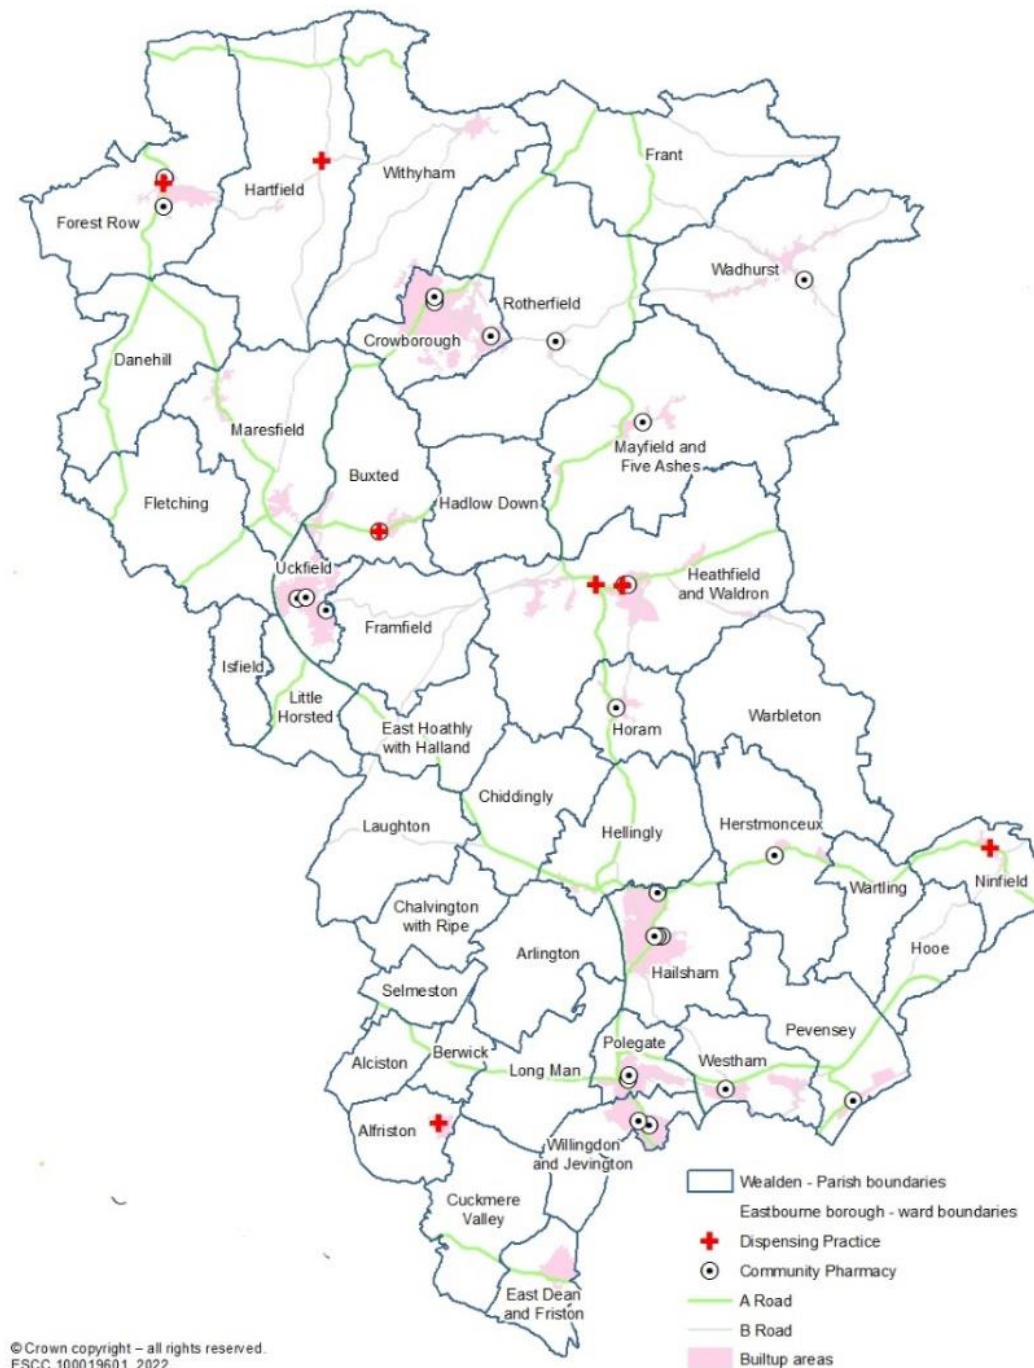 Frant
Withyham
Hartfield
Forest Row
Wadhurst
Rotherfield
Crowborough
Danehill
Maresfield
Mayfield and
Five Ashes
Buxted
Fletching
Hadlow Down
Uckfield
Heathfield
and Waldron
Framfield
Isfield
Little
Horsted
Horam
Warbleton
East Hoathly
with Halland
Chiddingly
Laughton
Hellingly
Herstmonceux
Wartling
Ninfield
Chalvington
with Ripe
Arlington
Hooe
Hailsham
Selmeston
Pevensey
Polegate
Berwick
Westham
Alciston
Long Man
Alfriston
Willingdon
and Jevington
Cuckmere
Valley
East Dean
and Friston
Wealden - Parish boundaries
Eastbourne borough - ward boundaries
Dispensing Practice
Community Pharmacy
A Road
B Road
Builtup areas
© Crown copyright – all rights reserved.
ESCC 100019601, 2022